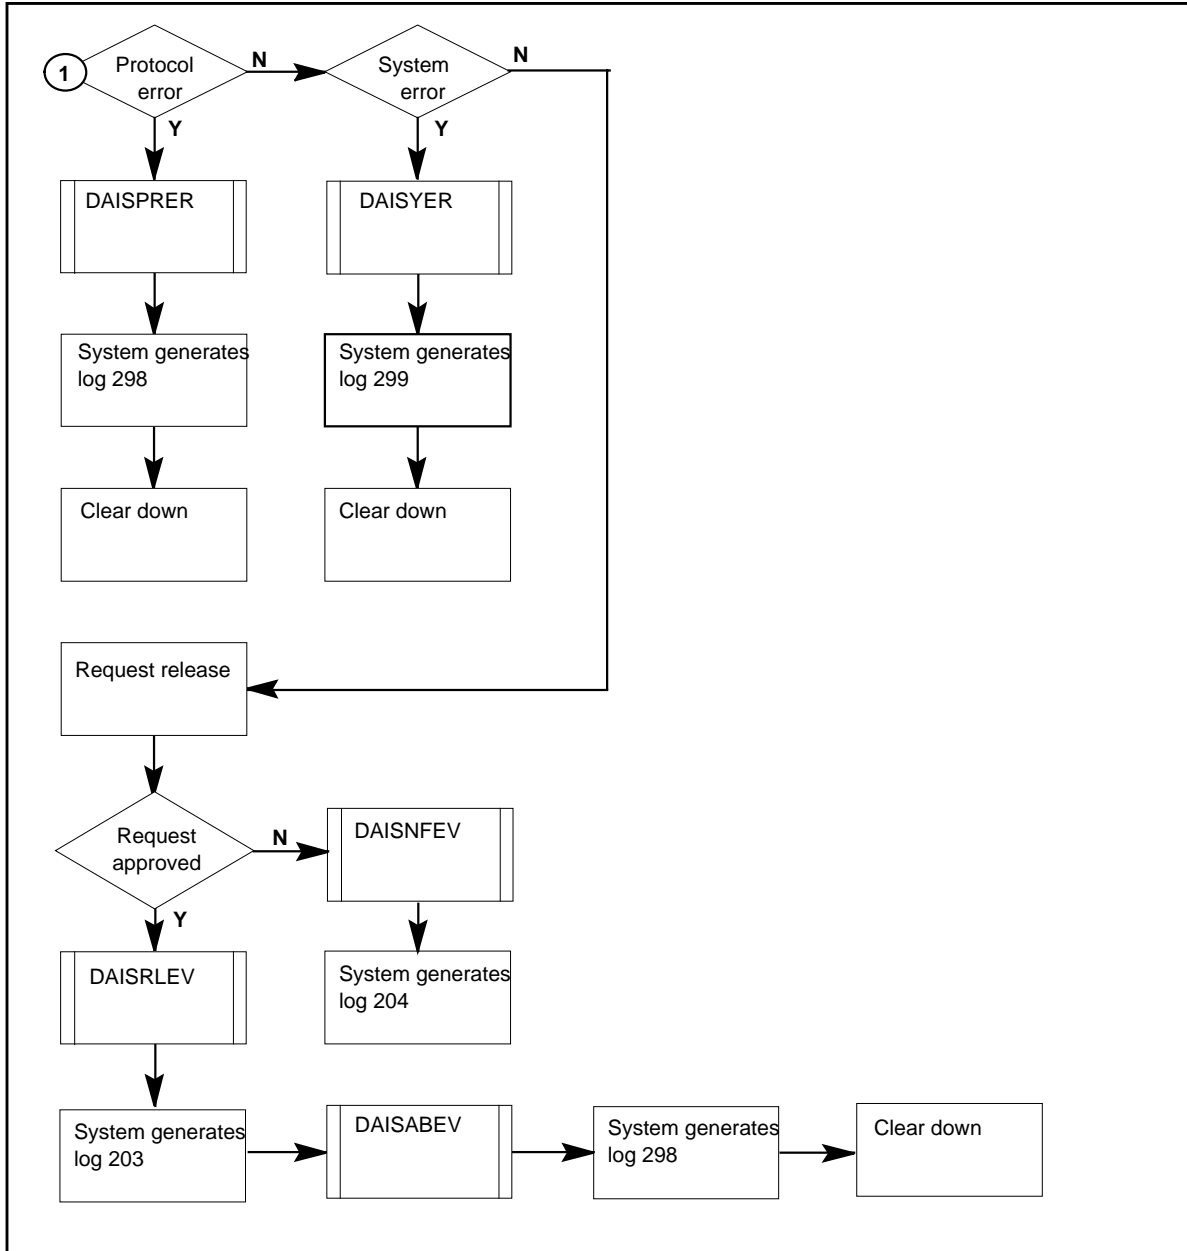 1
Protocol
error
N
System
error
N
Y
Y
DAISPRER
DAISYER
System generates
log 298
System generates
log 299
Clear down
Clear down
Request release
Request
approved
N
DAISNFEV
Y
DAISRLEV
System generates
log 204
System generates
log 203
DAISABEV
System generates
log 298
Clear down